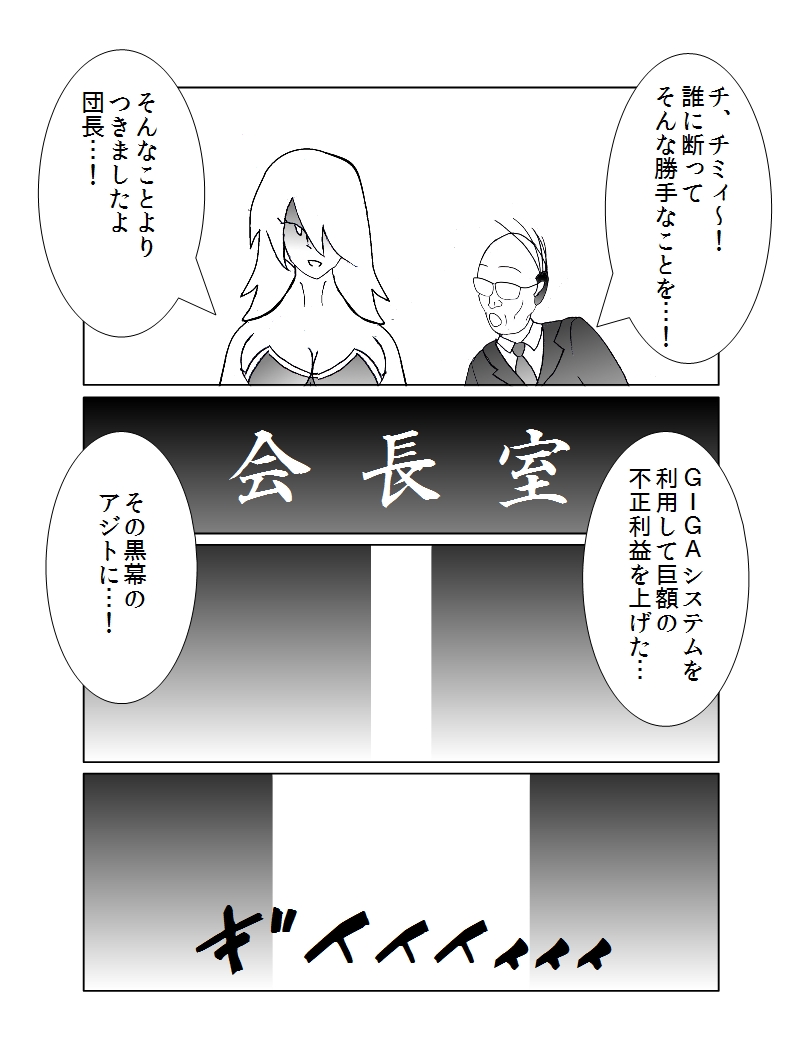 チ、チミィ～！
誰に断って
そんな勝手なことを…！
そんなことより
つきましたよ
団長…！
会長室
ＧＩＧＡシステムを
利用して巨額の
不正利益を上げた…
その黒幕の
アジトに…！
ギイイイィィィ